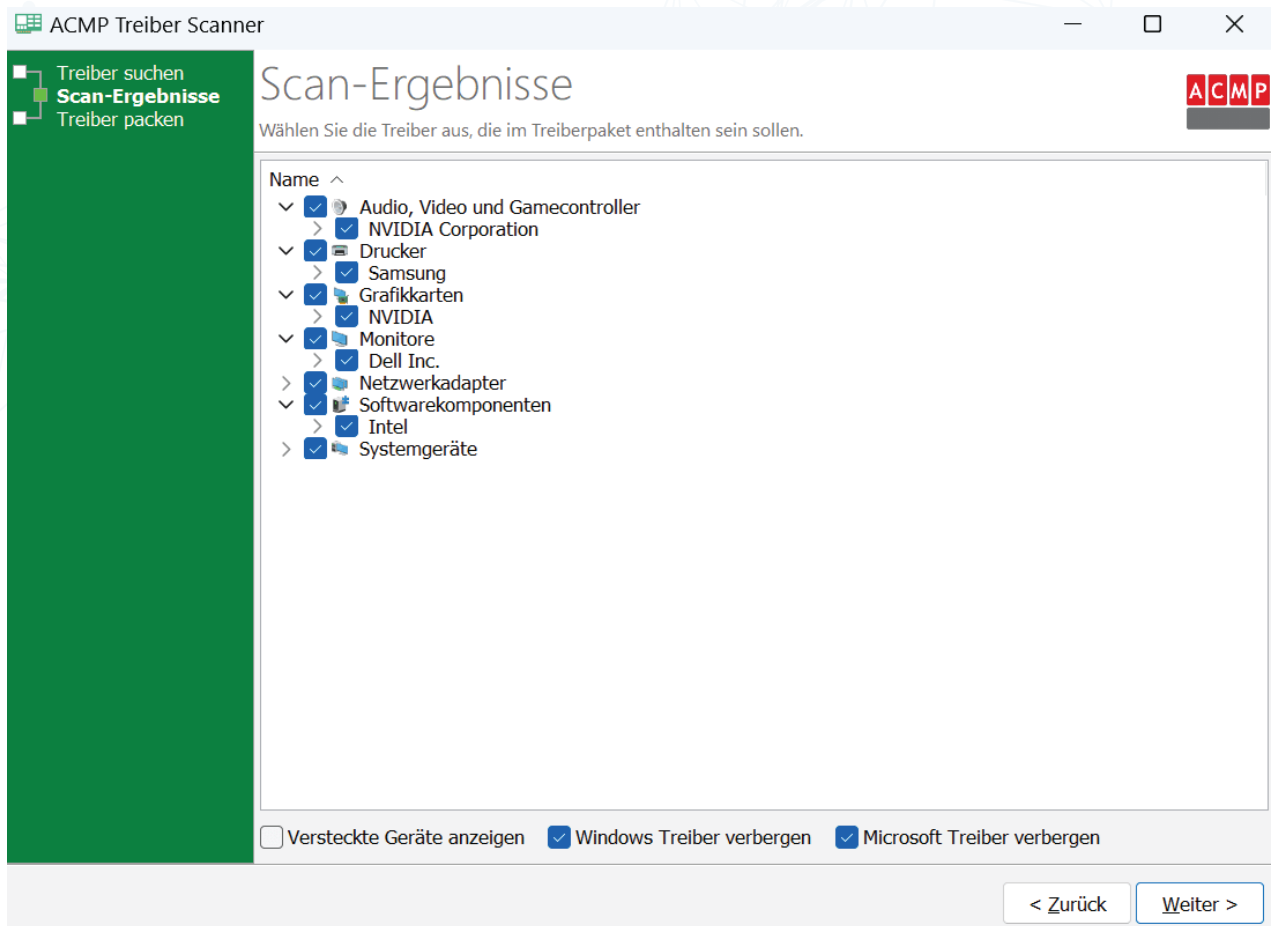 ACMP Treiber Scanner
Treiber suchen
Scan-Ergebnisse
Treiber packen
Scan-Ergebnisse
Wählen Sie die Treiber aus, die im Treiberpaket enthalten sein sollen.
ACMP
Name
Audio, Video und Gamecontroller
NVIDIA Corporation
Drucker
Samsung
Grafikkarten
NVIDIA
Monitore
Dell Inc.
Netzwerkadapter
Softwarekomponenten
Intel
Systemgeräte
Versteckte Geräte anzeigen Windows Treiber verbergen Microsoft Treiber verbergen
< Zurück Weiter >